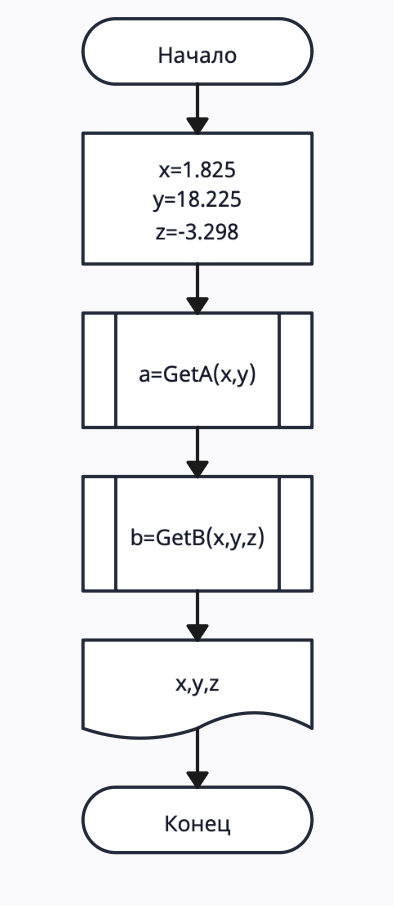 Начало
x=1.825
y=18.225
z=-3.298
a=GetA(x,y)
b=GetB(x,y,z)
x,y,z
Конец